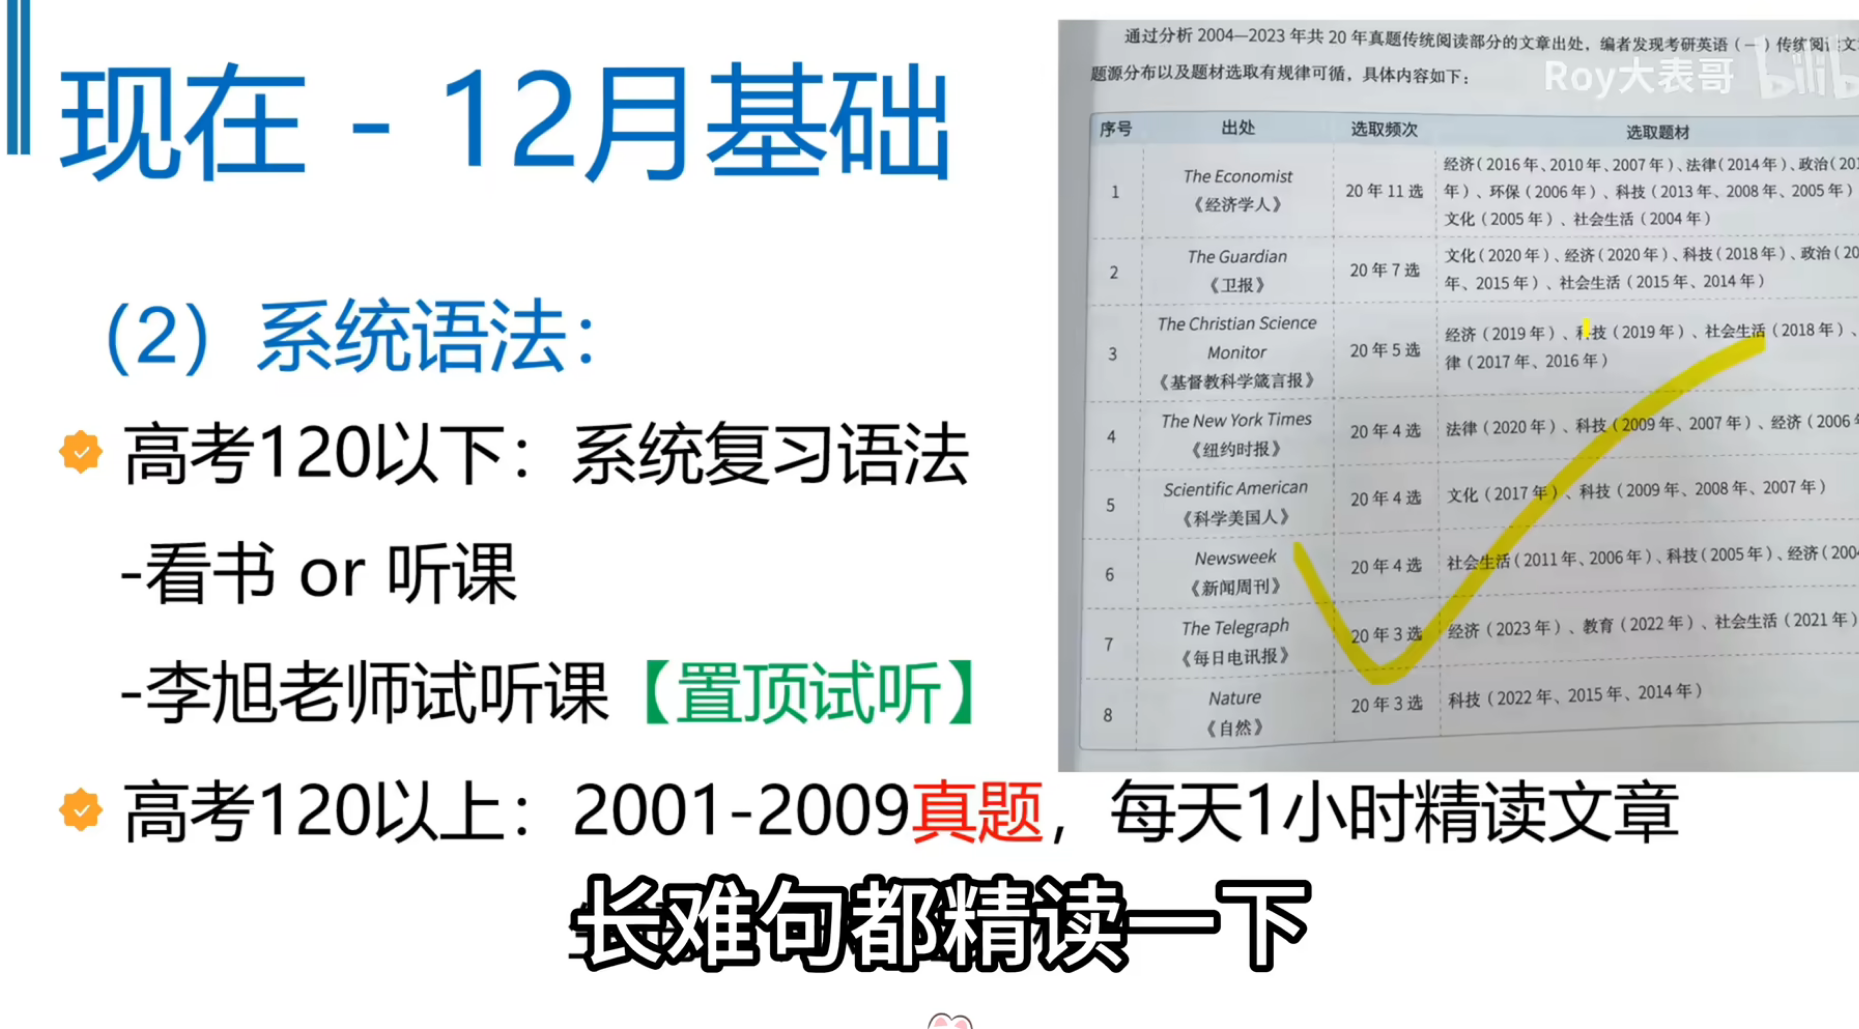 现在 - 12月基础
（2）系统语法：
高考120以下：系统复习语法
-看书 or 听课
-李旭老师试听课【置顶试听】
高考120以上：2001-2009真题，每天1小时精读文章
长难句都精读一下
通过分析 2004—2023 年共 20 年真题传统阅读部分的文章出处，编者发现考研英语（一）传统阅读文
题源分布以及题材选取有规律可循，具体内容如下：
Roy大表哥 bilib
序号 出处 选取频次 选取题材
1 The Economist 《经济学人》 20 年 11 选 经济（2016 年、2010 年、2007 年）、法律（2014 年）、政治（201
年）、环保（2006 年）、科技（2013 年、2008 年、2005 年）
文化（2005 年）、社会生活（2004 年）
2 The Guardian 《卫报》 20 年 7 选 文化（2020 年）、经济（2020 年）、科技（2018 年）、政治（20
年、2015 年）、社会生活（2015 年、2014 年）
3 The Christian Science Monitor 《基督教科学箴言报》 20 年 5 选 经济（2019 年）、科技（2019 年）、社会生活（2018 年）、
律（2017 年、2016 年）
4 The New York Times 《纽约时报》 20 年 4 选 法律（2020 年）、科技（2009 年、2007 年）、经济（2006 年
5 Scientific American 《科学美国人》 20 年 4 选 文化（2017 年）、科技（2009 年、2008 年、2007 年）
6 Newsweek 《新闻周刊》 20 年 4 选 社会生活（2011 年、2006 年）、科技（2005 年）、经济（2004
7 The Telegraph 《每日电讯报》 20 年 3 选 经济（2023 年）、教育（2022 年）、社会生活（2021 年）
8 Nature 《自然》 20 年 3 选 科技（2022 年、2015 年、2014 年）